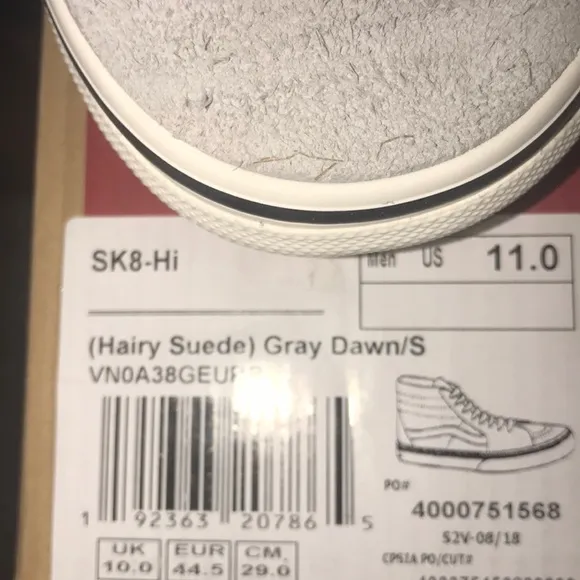 SK8-Hi
Men US 11.0
(Hairy Suede) Gray Dawn/S
PO#
4000751568
1 92363 20786 5
S2V-08/18
CPSIA PO/CUT#
UK EUR CM.
10.0 44.5 29.0